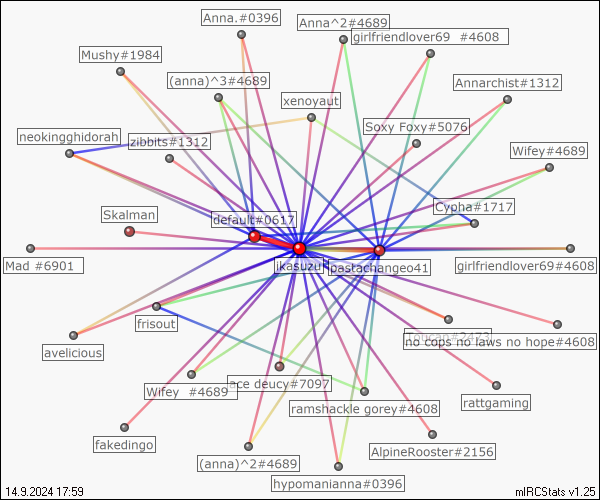 Anna.#0396
Anna^2#4689
girlfriendlover69 #4608
Mushy#1984
(anna)^3#4689
Annarchist#1312
xenoyaut
Soxy Foxy#5076
neokingghidorah
zibbits#1312
Wifey#4689
Cypha#1717
Skalman
default#0617
Mad #6901
jkasuzur
pastachangeo41
girlfriendlover69#4608
frisout
Toucan#2473
no cops no laws no hope#4608
avelicious
Wifey #4689
ace deucy#7097
ramshackle gorey#4608
rattgaming
fakedingo
(anna)^2#4689
AlpineRooster#2156
hypomanianna#0396
14.9.2024 17:59
mIRCStats v1.25